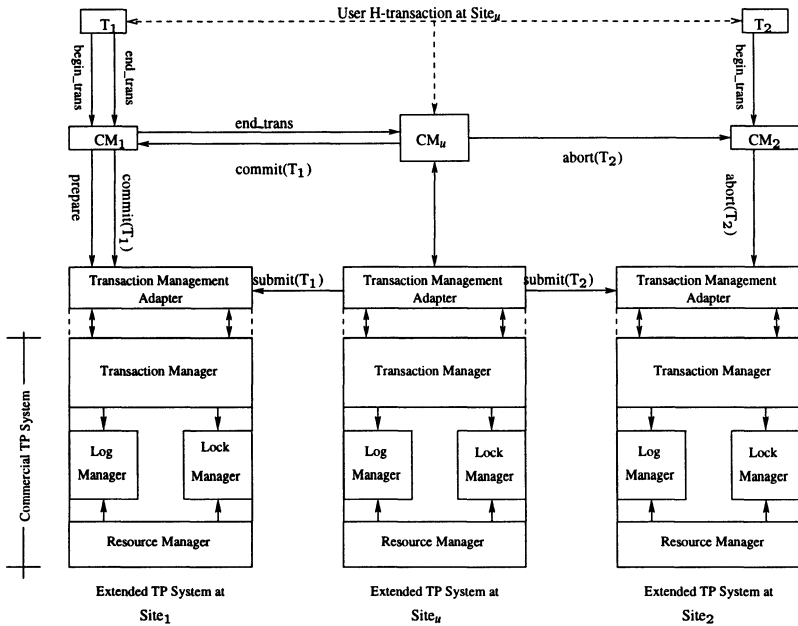 T1
User H-transaction at Siteu
T2
begin_trans
end_trans
begin_trans
CM1
end_trans
CMu
CM2
commit(T1)
abort(T2)
prepare
commit(T1)
abort(T2)
Transaction Management
Adapter
submit(T1)
Transaction Management
Adapter
submit(T2)
Transaction Management
Adapter
Commercial TP System
Transaction Manager
Transaction Manager
Transaction Manager
Log
Manager
Lock
Manager
Log
Manager
Lock
Manager
Log
Manager
Lock
Manager
Resource Manager
Resource Manager
Resource Manager
Extended TP System at
Site1
Extended TP System at
Siteu
Extended TP System at
Site2